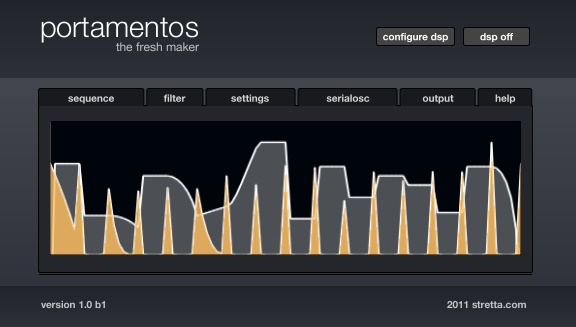 portamentos
the fresh maker
configure dsp
dsp off
sequence
filter
settings
serialosc
output
help
version 1.0 b1
2011 stretta.com